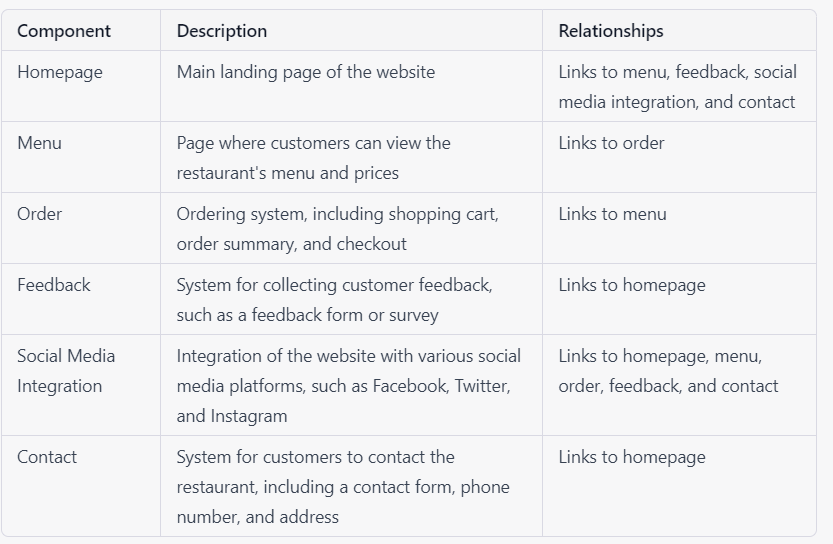 Component Description Relationships
Homepage Main landing page of the website Links to menu, feedback, social
media integration, and contact
Menu Page where customers can view the Links to order
restaurant's menu and prices
Order Ordering system, including shopping cart, Links to menu
order summary, and checkout
Feedback System for collecting customer feedback, Links to homepage
such as a feedback form or survey
Social Media Integration of the website with various social Links to homepage, menu,
Integration media platforms, such as Facebook, Twitter, order, feedback, and contact
and Instagram
Contact System for customers to contact the Links to homepage
restaurant, including a contact form, phone
number, and address